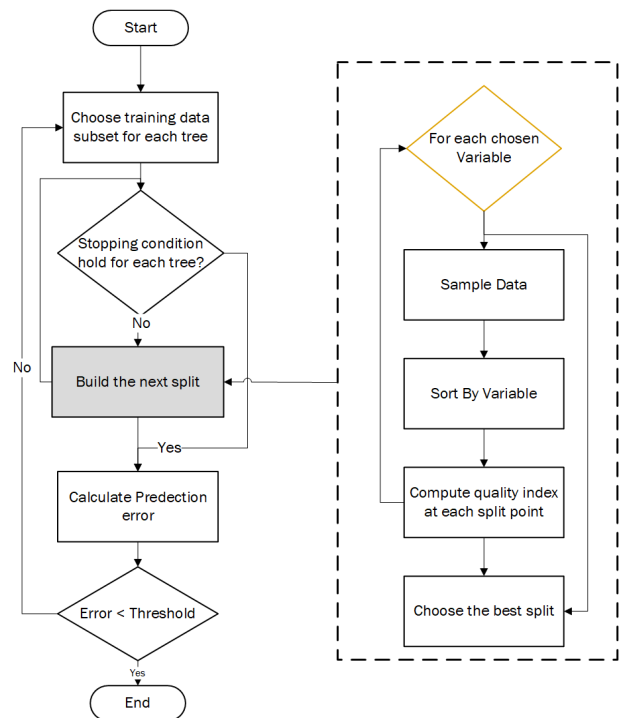 Start
Choose training data
subset for each tree
Stopping condition
hold for each tree?
No
No
Build the next split
Yes
Calculate Predection
error
Error < Threshold
Yes
End
For each chosen
Variable
Sample Data
Sort By Variable
Compute quality index
at each split point
Choose the best split